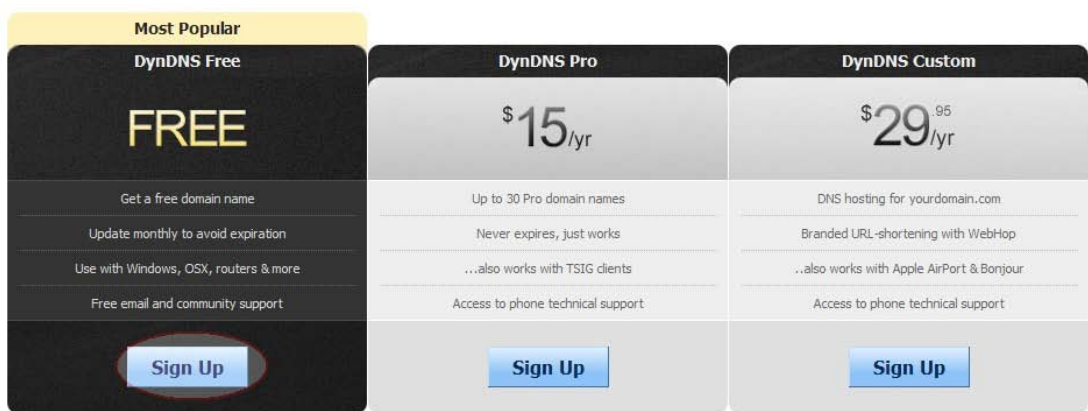 Most Popular
DynDNS Free
FREE
Get a free domain name
Update monthly to avoid expiration
Use with Windows, OSX, routers & more
Free email and community support
Sign Up
DynDNS Pro
$15/yr
Up to 30 Pro domain names
Never expires, just works
...also works with TSIG clients
Access to phone technical support
Sign Up
DynDNS Custom
$29.95/yr
DNS hosting for yourdomain.com
Branded URL-shortening with WebHop
..also works with Apple AirPort & Bonjour
Access to phone technical support
Sign Up